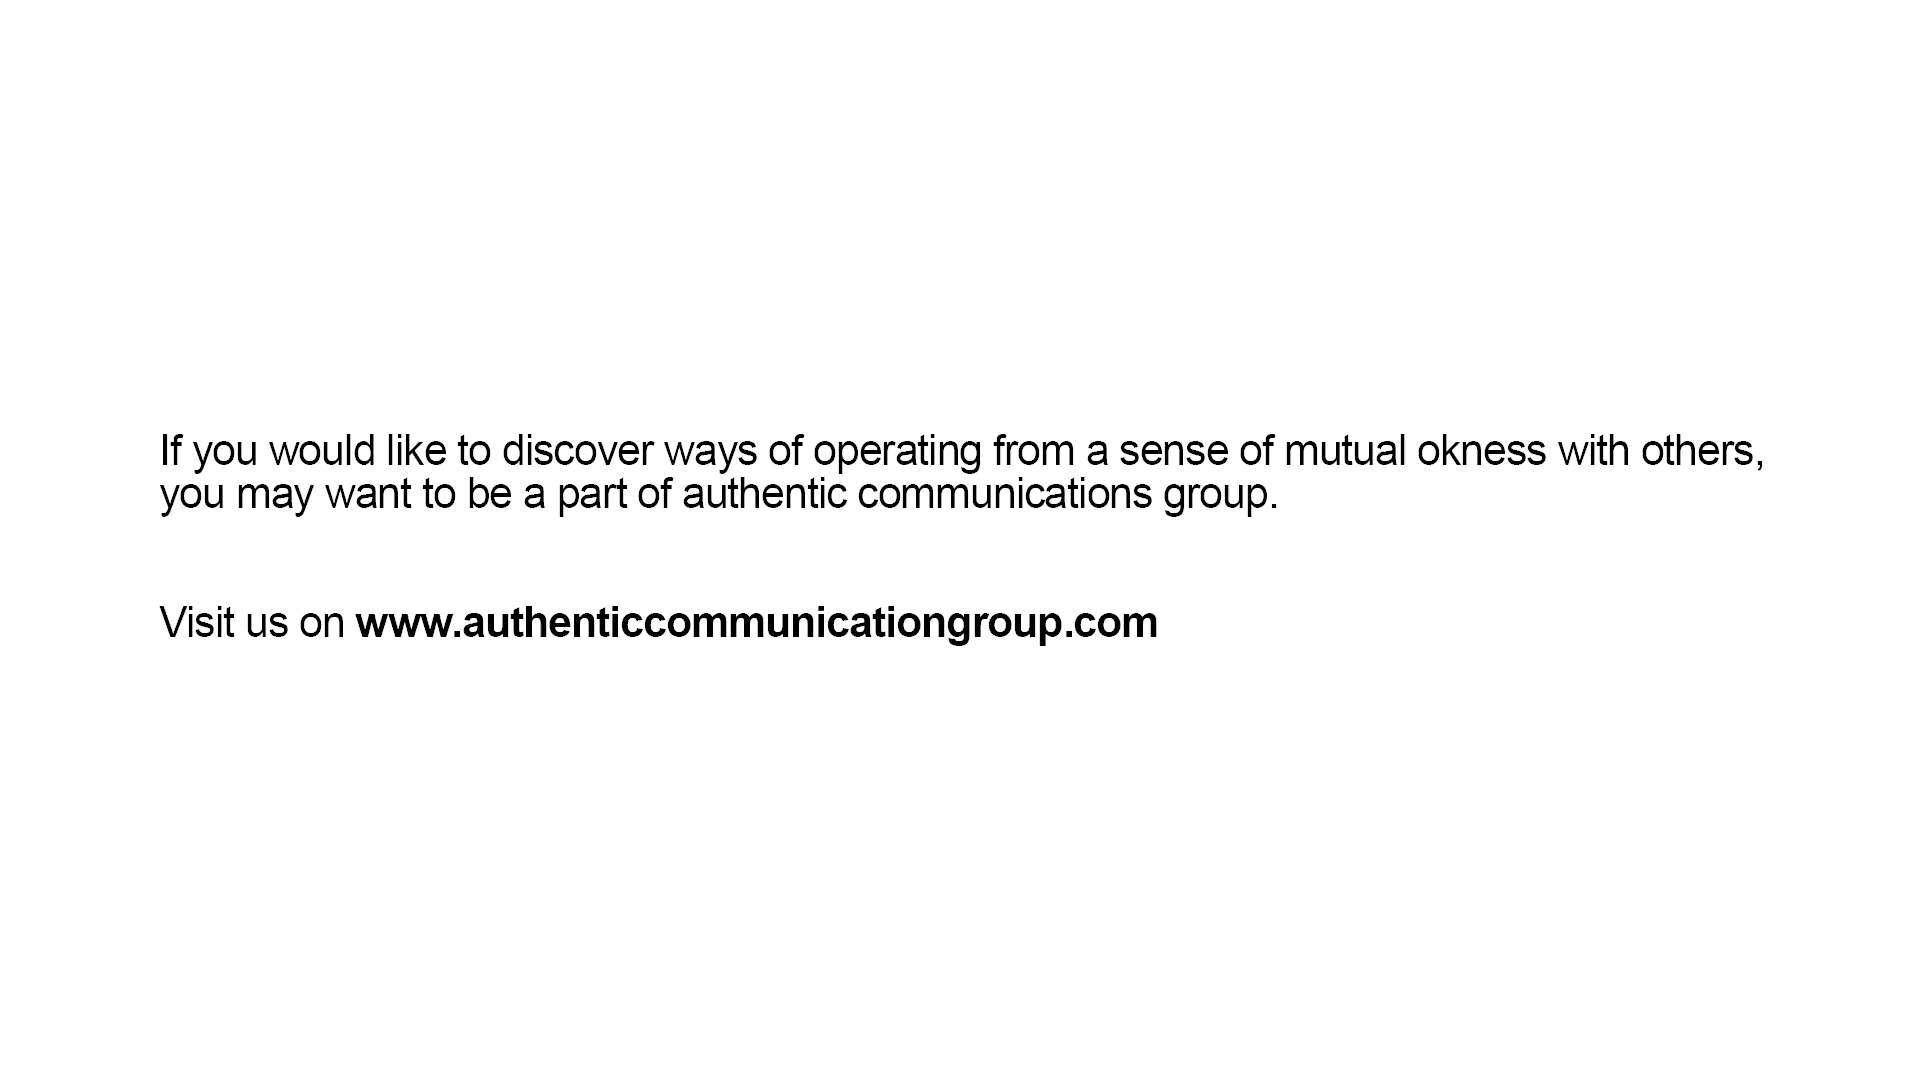 If you would like to discover ways of operating from a sense of mutual okness with others,
you may want to be a part of authentic communications group.
Visit us on www.authenticcommunicationgroup.com